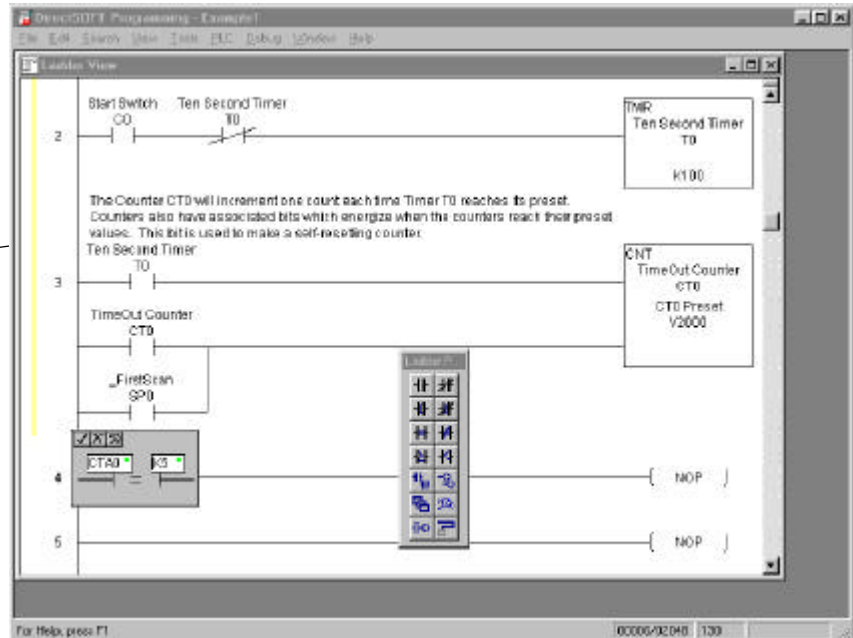 DirectSOFT Programming - Example1
File Edit Search View Tools PLC Debug Window Help
Ladder View
Start Switch Ten Second Timer
C0 T0
TMR
Ten Second Timer
T0
K100
2
The Counter CT0 will increment one count each time Timer T0 reaches its preset.
Counters also have associated bits which energize when the counters reach their preset
values. This bit is used to make a self-resetting counter.
Ten Second Timer
T0
3
CNT
TimeOut Counter
CT0
CT0 Preset
V2000
TimeOut Counter
CT0
_FirstScan
SP0
Ladder
CTA0 K5
=
4
NOP
5
NOP
For Help, press F1
00006/02048 130